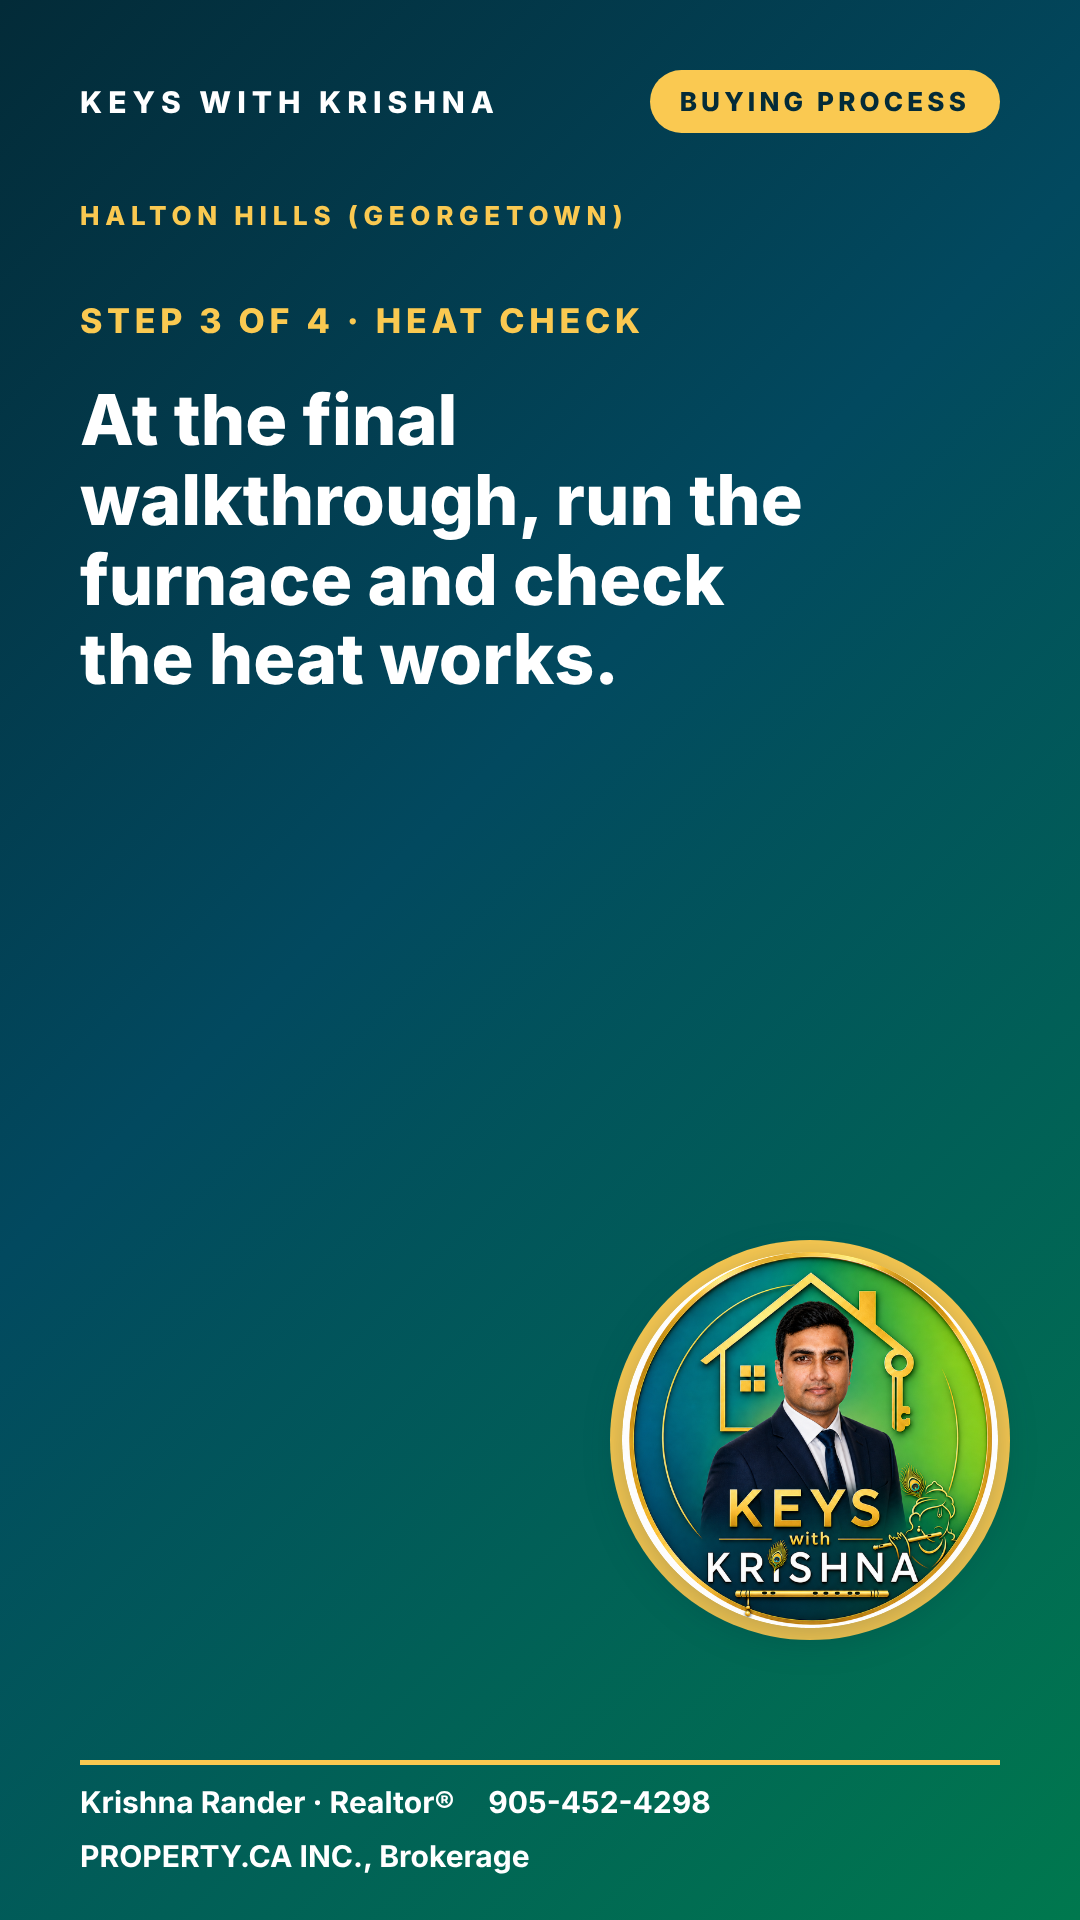 KEYS WITH KRISHNA
BUYING PROCESS
HALTON HILLS (GEORGETOWN)
STEP 3 OF 4 · HEAT CHECK
At the final
walkthrough, run the
furnace and check
the heat works.
KEYS
with
KRISHNA
Krishna Rander · Realtor® 905-452-4298
PROPERTY.CA INC., Brokerage